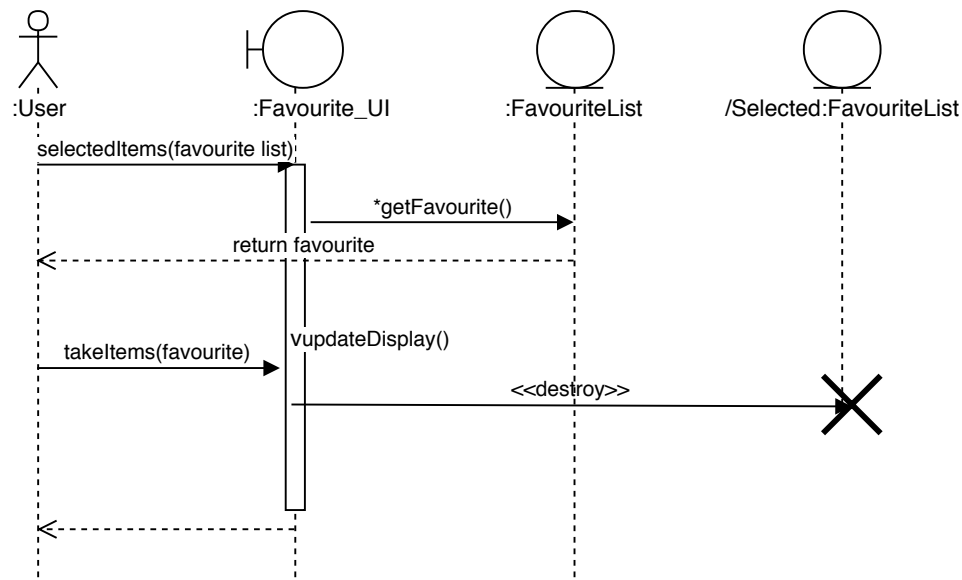 :User
:Favourite_UI
:FavouriteList
/Selected:FavouriteList
selectedItems(favourite list)
*getFavourite()
return favourite
vupdateDisplay()
takeItems(favourite)
<<destroy>>